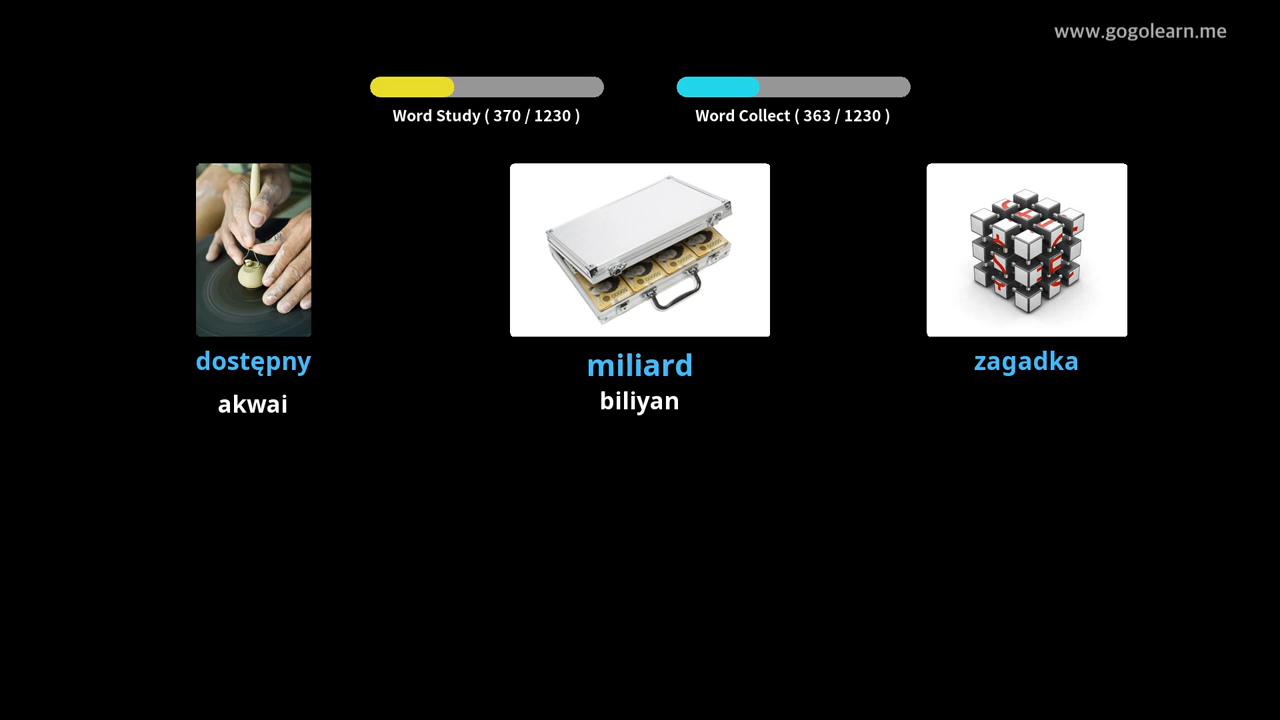 www.gogolearn.me
Word Study ( 370 / 1230 )
Word Collect ( 363 / 1230 )
dostępny
akwai
miliard
biliyan
zagadka